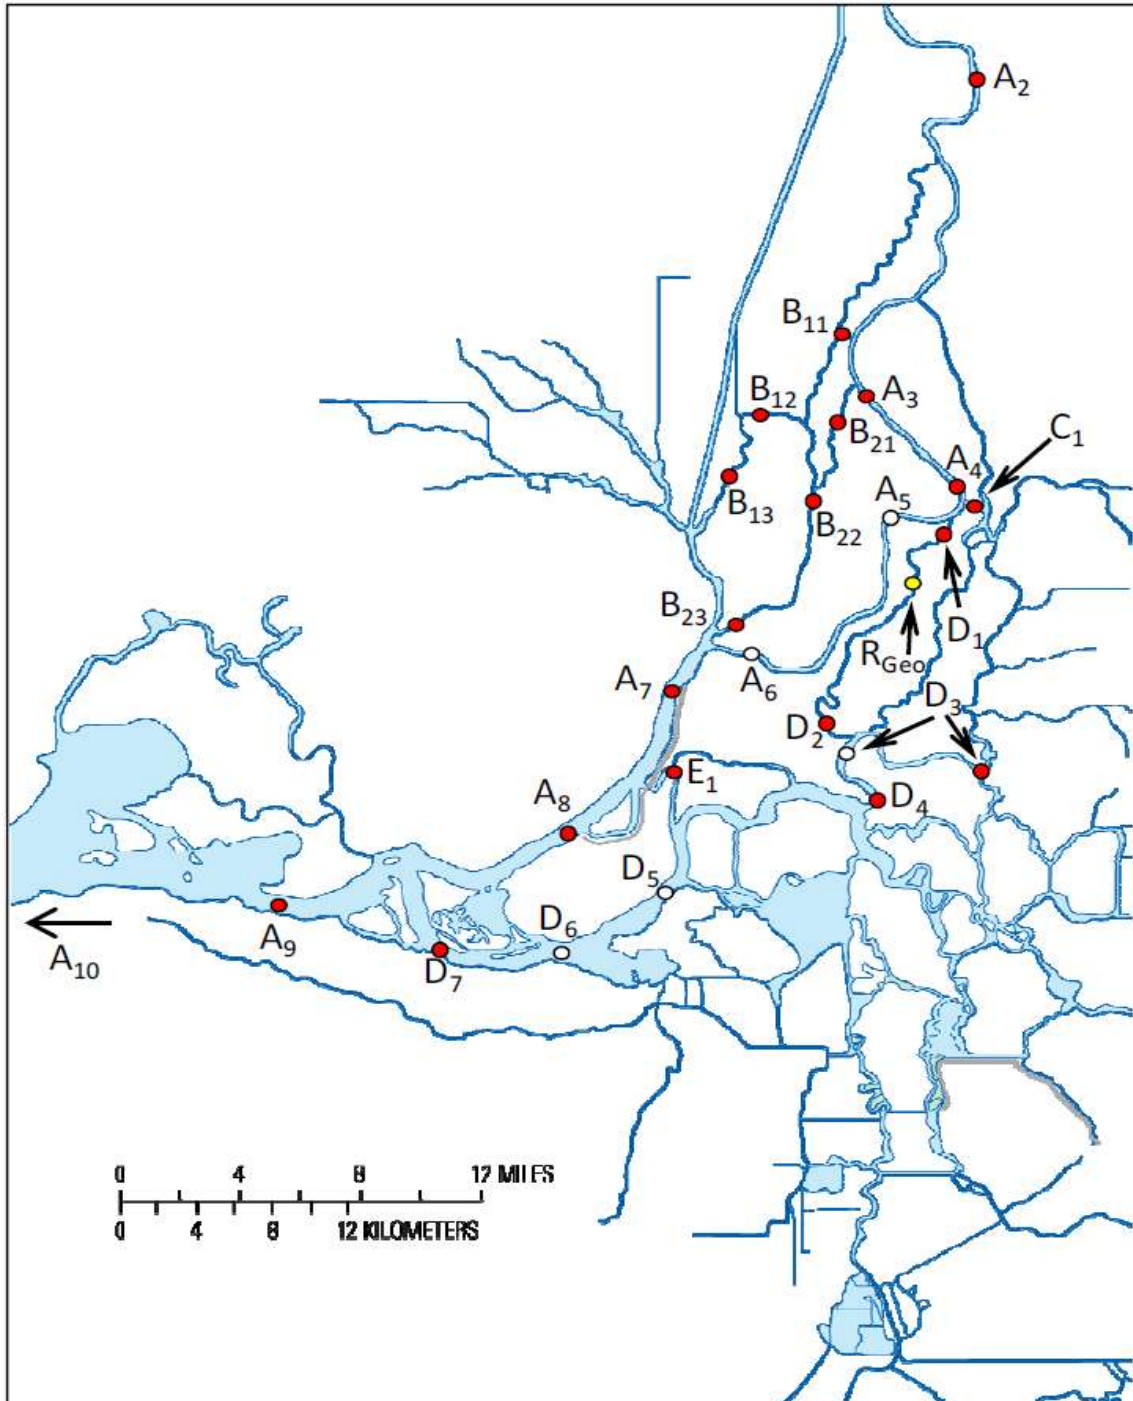 A2
B11
A3
B12
C1
B21
A4
A5
B13
B22
B23
D1
RGeo
A6
A7
D3
D2
E1
A8
D4
D5
A9
D6
A10
D7
0 4 8 12 MILES
0 4 8 12 KILOMETERS